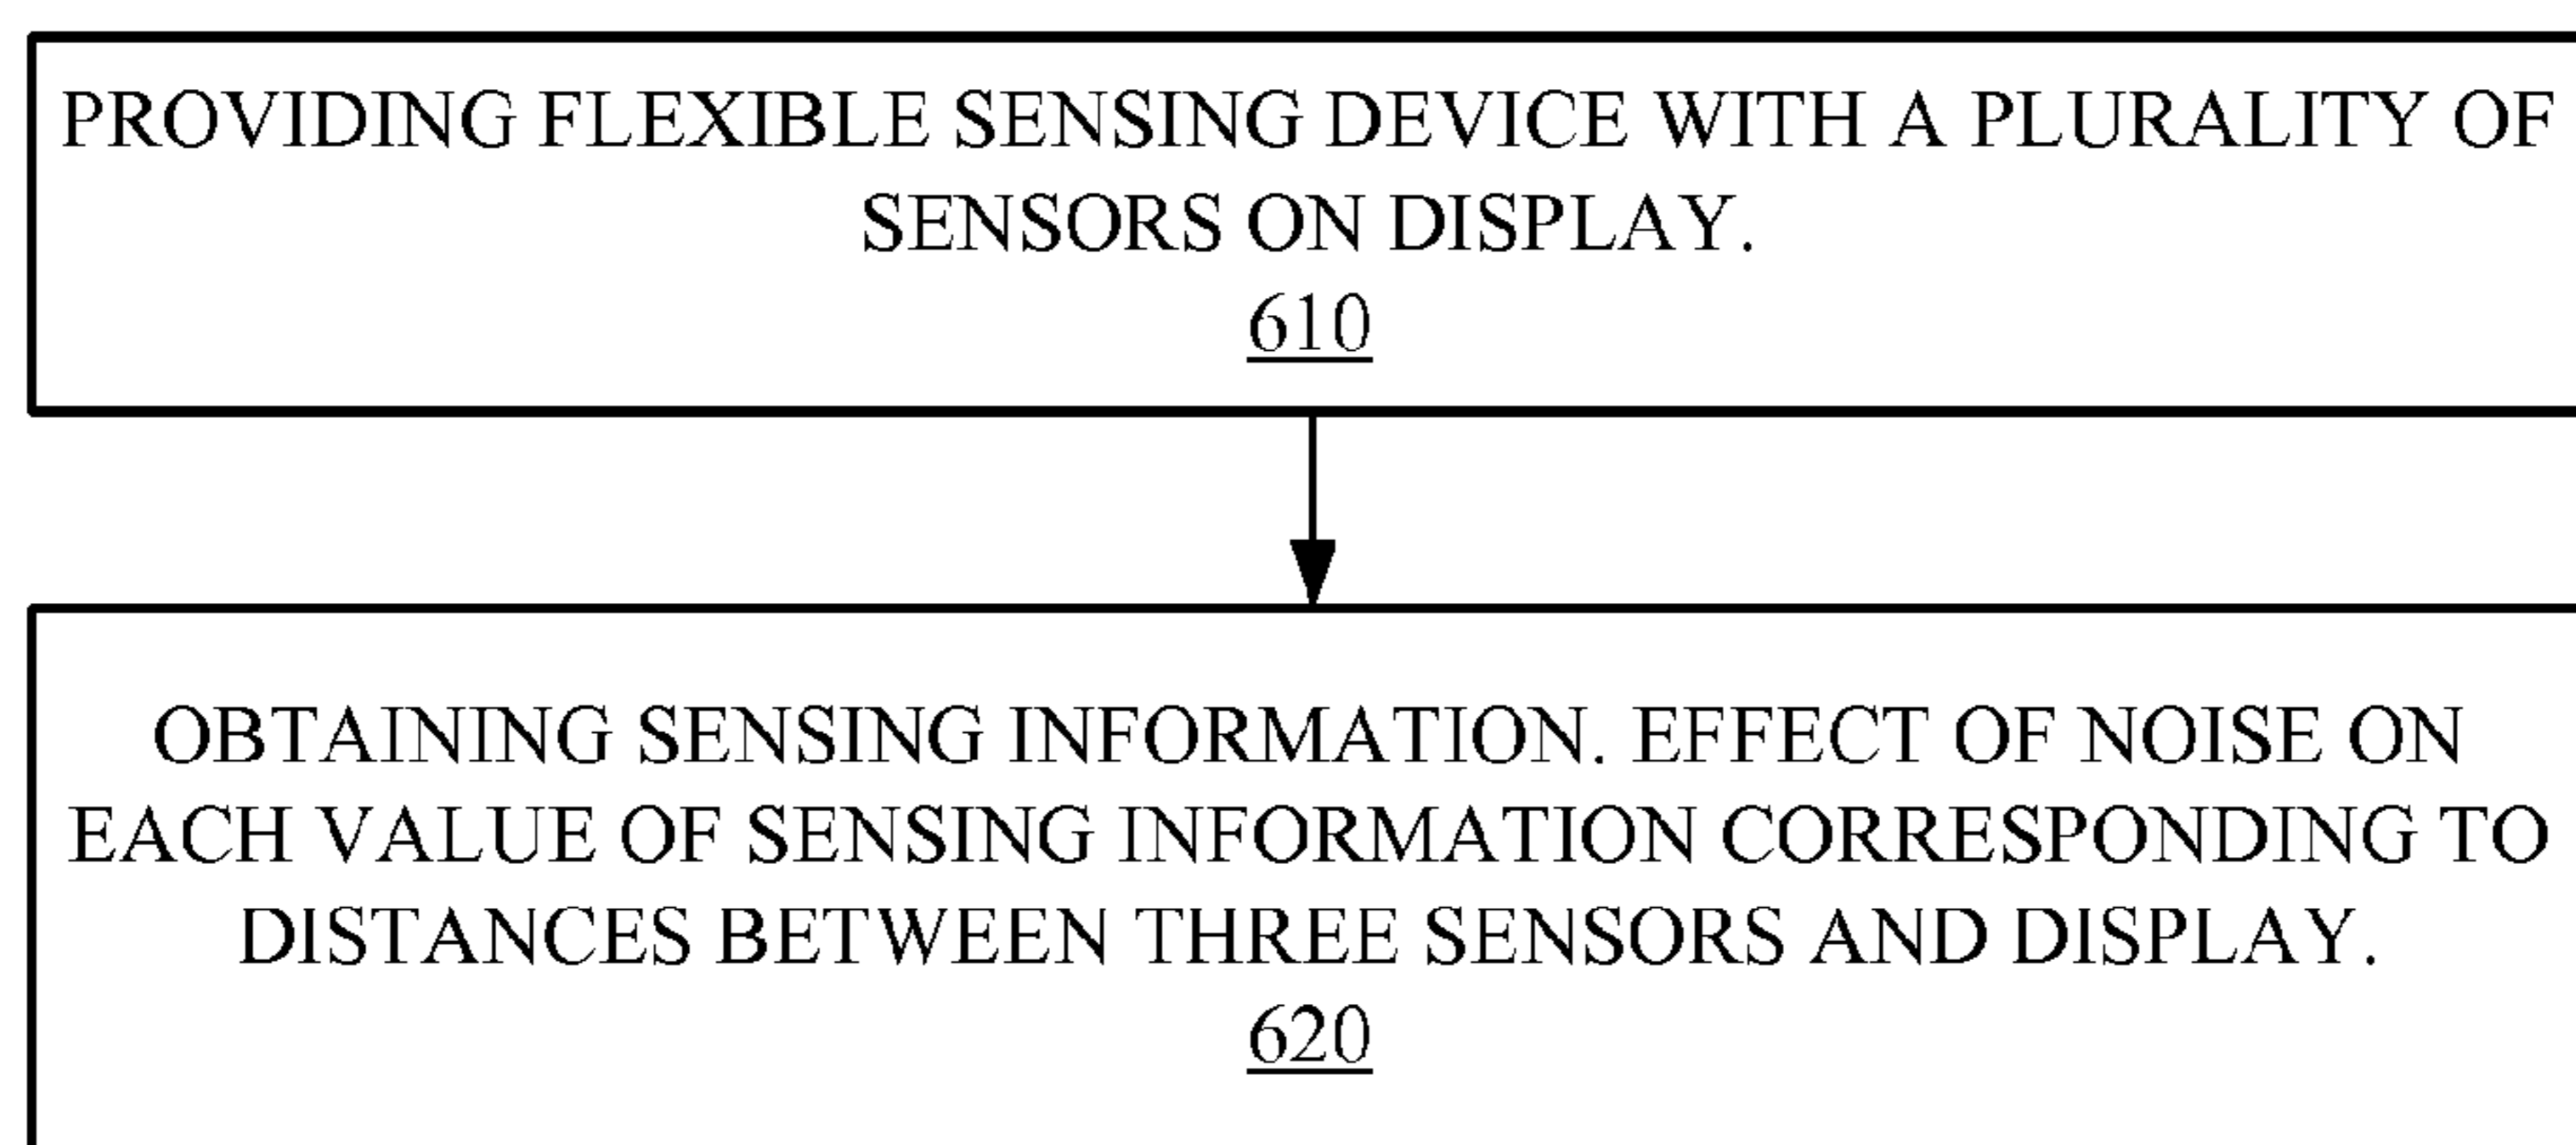 PROVIDING FLEXIBLE SENSING DEVICE WITH A PLURALITY OF
SENSORS ON DISPLAY.
610
OBTAINING SENSING INFORMATION. EFFECT OF NOISE ON
EACH VALUE OF SENSING INFORMATION CORRESPONDING TO
DISTANCES BETWEEN THREE SENSORS AND DISPLAY.
620